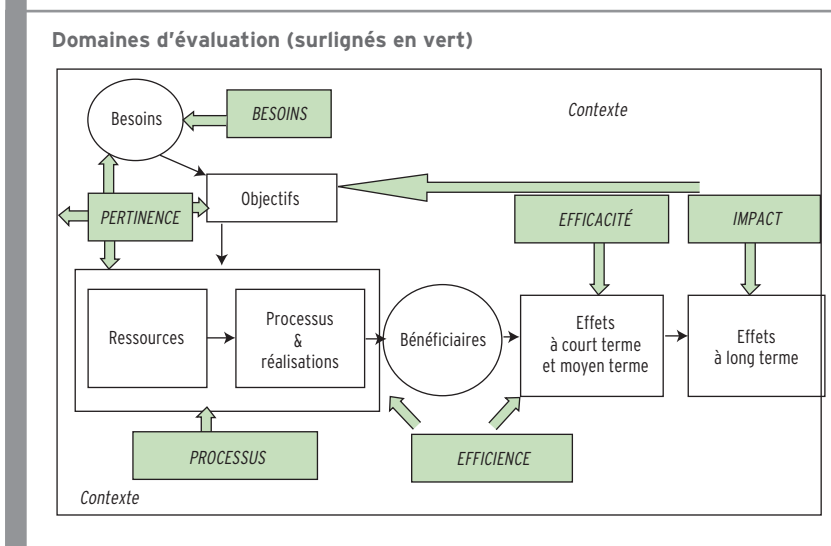 Domaines d'évaluation (surlignés en vert)
Besoins
BESOINS
Contexte
PERTINENCE
Objectifs
EFFICACITÉ
IMPACT
Ressources
Processus
&
réalisations
Bénéficiaires
Effets
à court terme
et moyen terme
Effets
à long terme
PROCESSUS
EFFICIENCE
Contexte